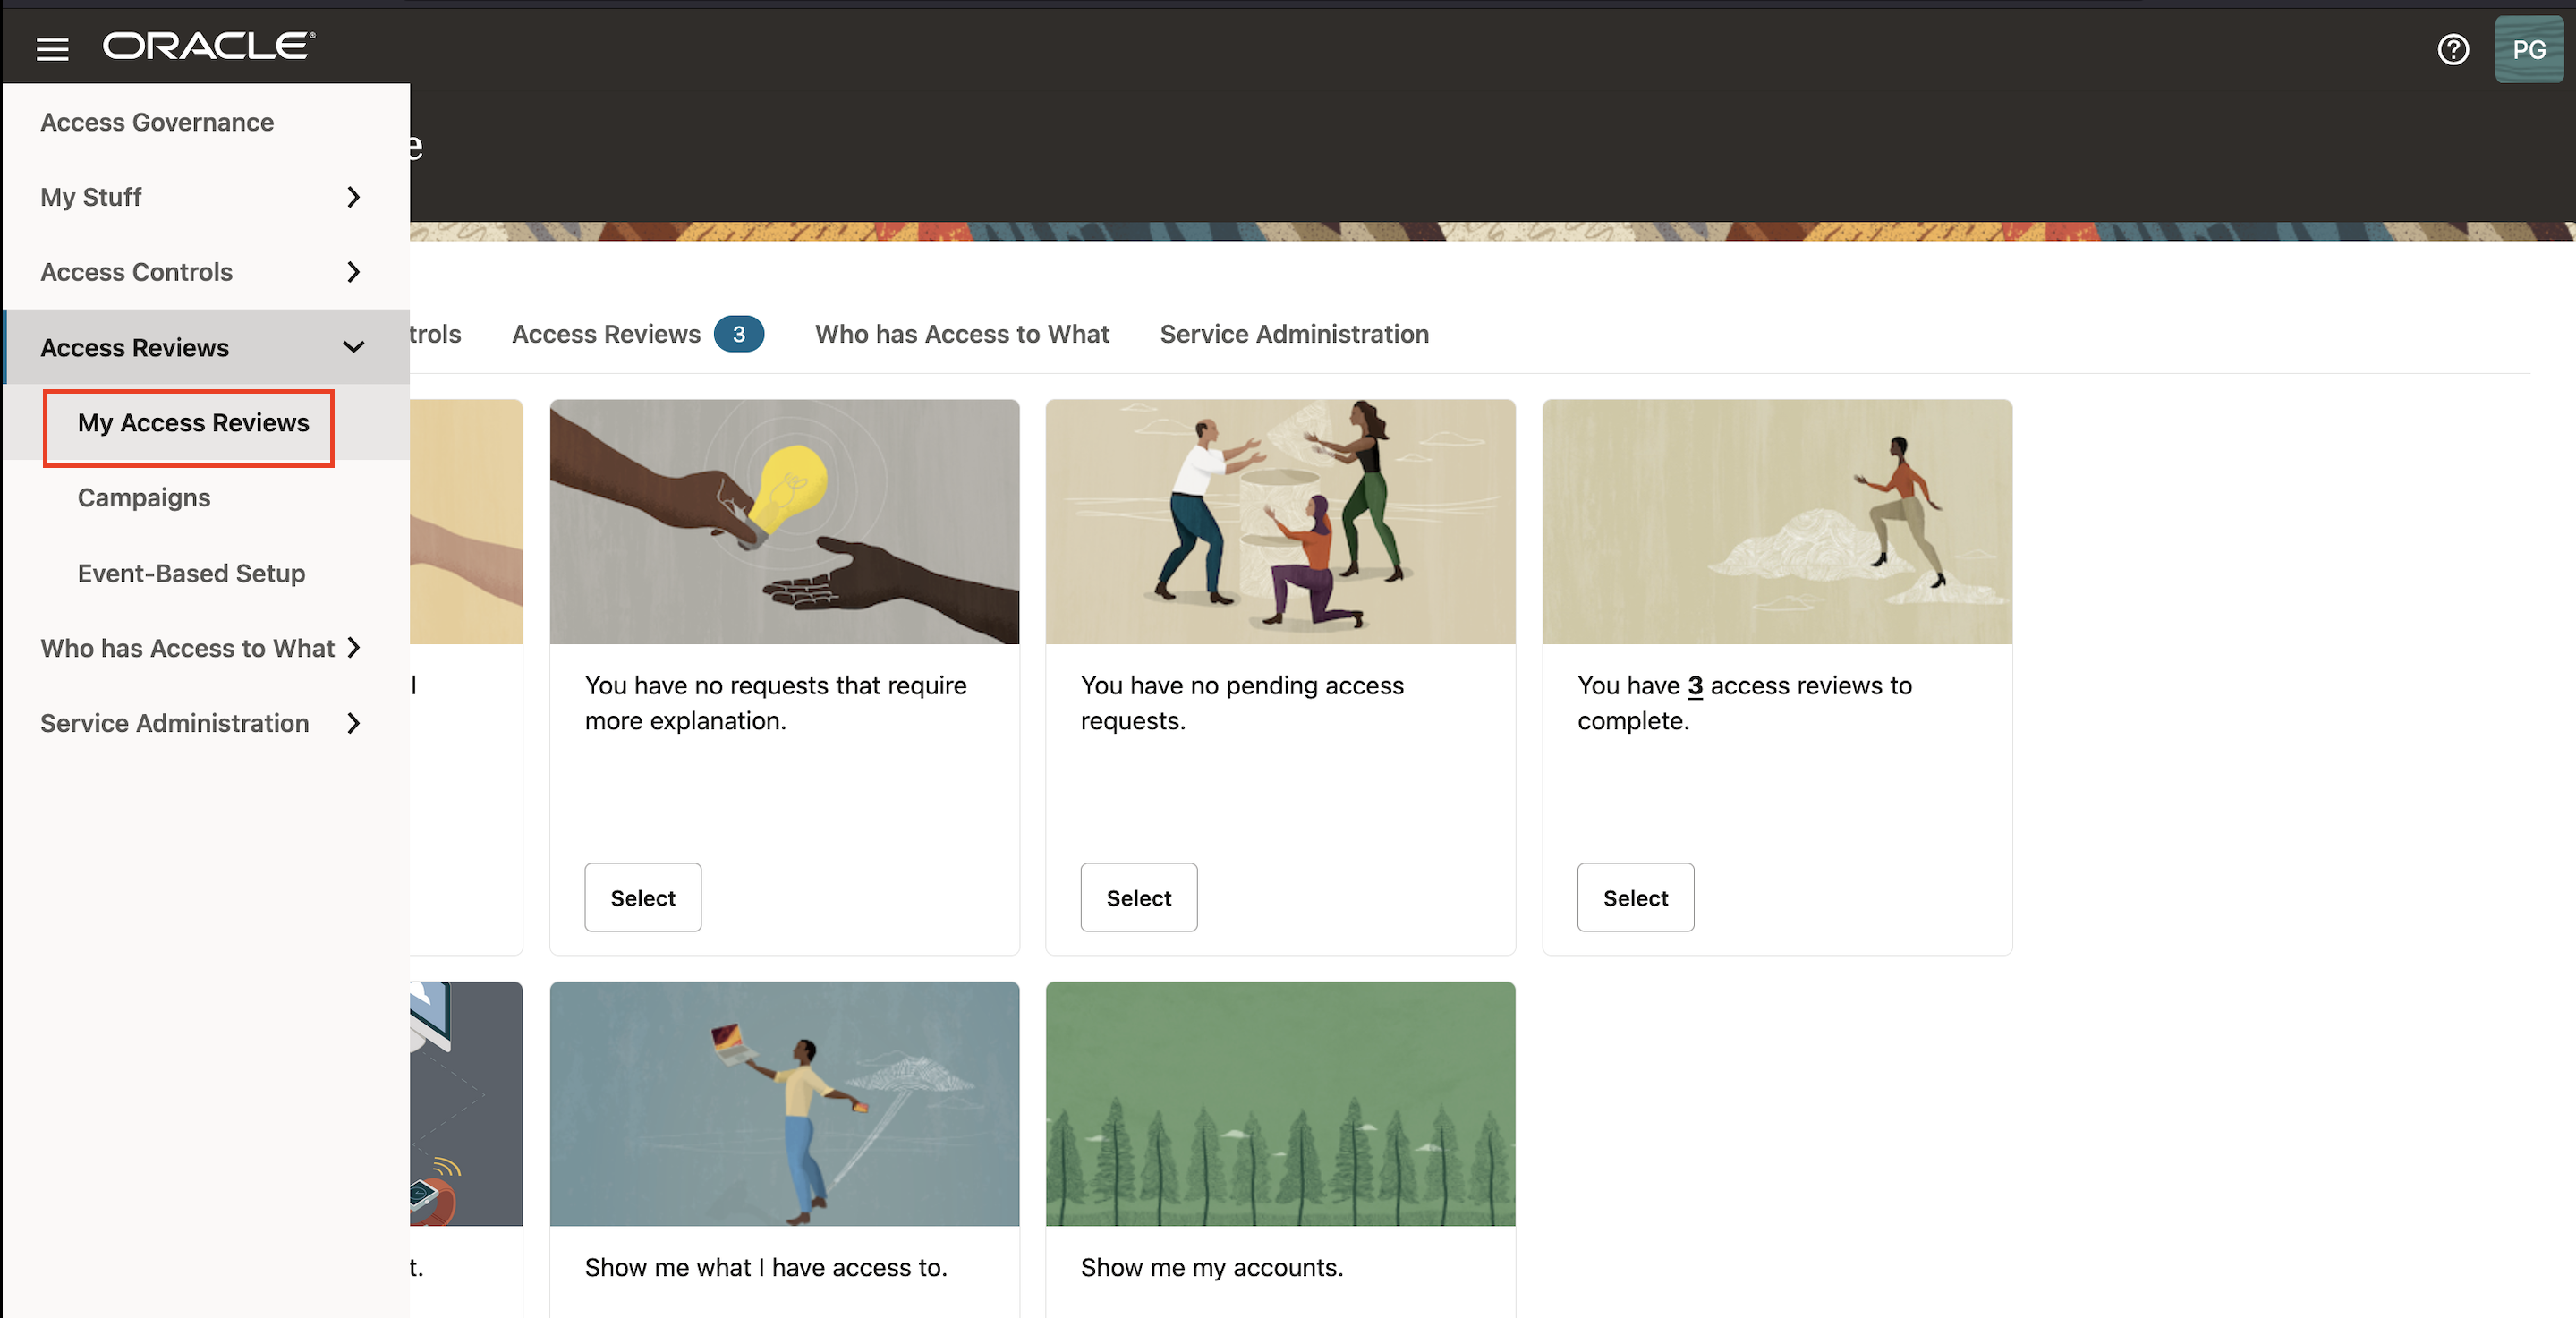 ORACLE
PG
Access Governance
My Stuff
Access Controls
Access Reviews
My Access Reviews
Campaigns
Event-Based Setup
Who has Access to What
Service Administration
e
trols
Access Reviews 3
Who has Access to What
Service Administration
You have no requests that require
more explanation.
Select
You have no pending access
requests.
Select
You have 3 access reviews to
complete.
Select
t.
Show me what I have access to.
Show me my accounts.